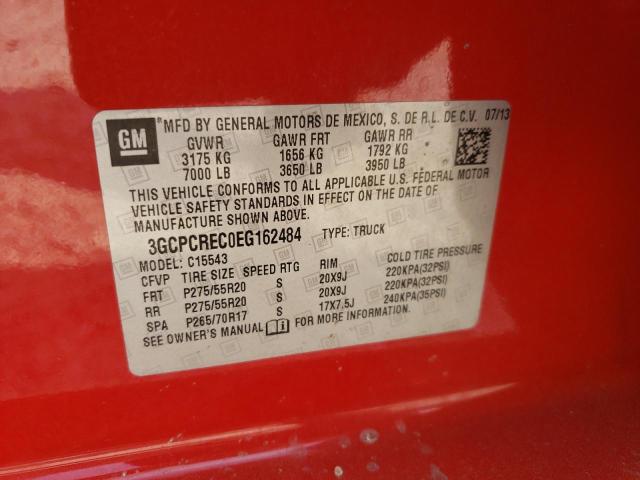 GM
MFD BY GENERAL MOTORS DE MEXICO, S. DE R.L. DE C.V. 07/13
GVWR GAWR FRT GAWR RR
3175 KG 1656 KG 1792 KG
7000 LB 3650 LB 3950 LB
THIS VEHICLE CONFORMS TO ALL APPLICABLE U.S. FEDERAL MOTOR
VEHICLE SAFETY STANDARDS IN EFFECT ON THE DATE OF
MANUFACTURE SHOWN ABOVE.
3GCPCREC0EG162484 TYPE: TRUCK
MODEL: C15543
CFVP TIRE SIZE SPEED RTG RIM COLD TIRE PRESSURE
FRT P275/55R20 S 20X9J 220KPA(32PSI)
RR P275/55R20 S 20X9J 220KPA(32PSI)
SPA P265/70R17 S 17X7.5J 240KPA(35PSI)
SEE OWNER'S MANUAL FOR MORE INFORMATION.